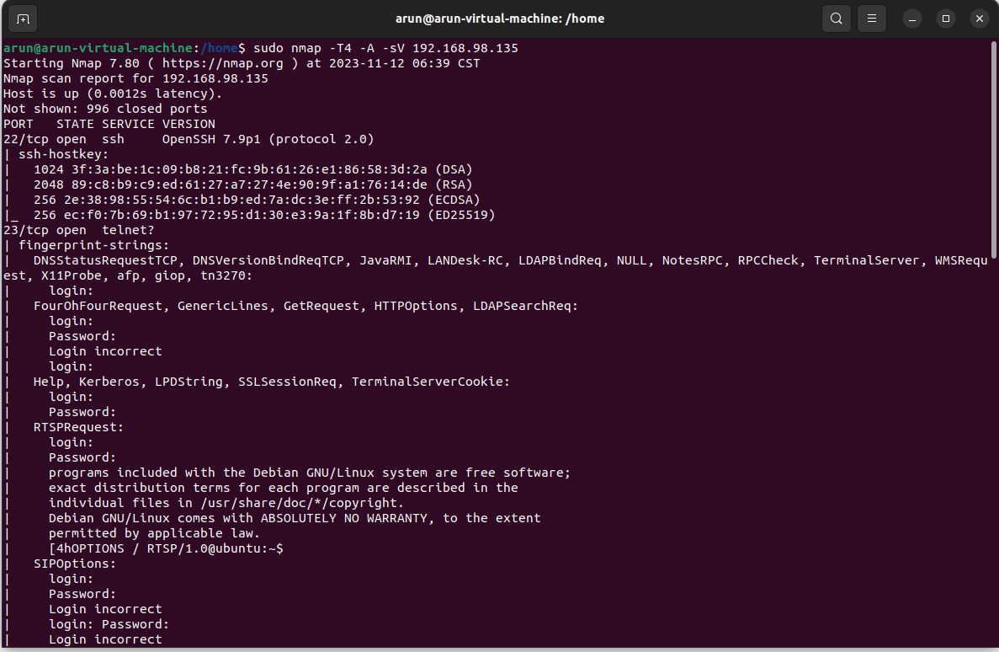 arun@arun-virtual-machine: /home
arun@arun-virtual-machine:/home$ sudo nmap -T4 -A -sV 192.168.98.135
Starting Nmap 7.80 ( https://nmap.org ) at 2023-11-12 06:39 CST
Nmap scan report for 192.168.98.135
Host is up (0.0012s latency).
Not shown: 996 closed ports
PORT   STATE SERVICE VERSION
22/tcp open  ssh     OpenSSH 7.9p1 (protocol 2.0)
| ssh-hostkey:
|   1024 3f:3a:be:1c:09:b8:21:fc:9b:61:26:e1:86:58:3d:2a (DSA)
|   2048 89:c8:b9:c9:ed:61:27:a7:27:4e:90:9f:a1:76:14:de (RSA)
|   256 2e:38:98:55:54:6c:b1:b9:ed:7a:dc:3e:ff:2b:53:92 (ECDSA)
|_  256 ec:f0:7b:69:b1:97:72:95:d1:30:e3:9a:1f:8b:d7:19 (ED25519)
23/tcp open  telnet?
| fingerprint-strings:
|   DNSStatusRequestTCP, DNSVersionBindReqTCP, JavaRMI, LANDesk-RC, LDAPBindReq, NULL, NotesRPC, RPCCheck, TerminalServer, WMSRequ
est, X11Probe, afp, giop, tn3270:
|     login:
|   FourOhFourRequest, GenericLines, GetRequest, HTTPOptions, LDAPSearchReq:
|     login:
|     Password:
|     Login incorrect
|     login:
|   Help, Kerberos, LPDString, SSLSessionReq, TerminalServerCookie:
|     login:
|     Password:
|   RTSPRequest:
|     login:
|     Password:
|     programs included with the Debian GNU/Linux system are free software;
|     exact distribution terms for each program are described in the
|     individual files in /usr/share/doc/*/copyright.
|     Debian GNU/Linux comes with ABSOLUTELY NO WARRANTY, to the extent
|     permitted by applicable law.
|     [4hOPTIONS / RTSP/1.0@ubuntu:~$
|   SIPOptions:
|     login:
|     Password:
|     Login incorrect
|     login: Password:
|     Login incorrect